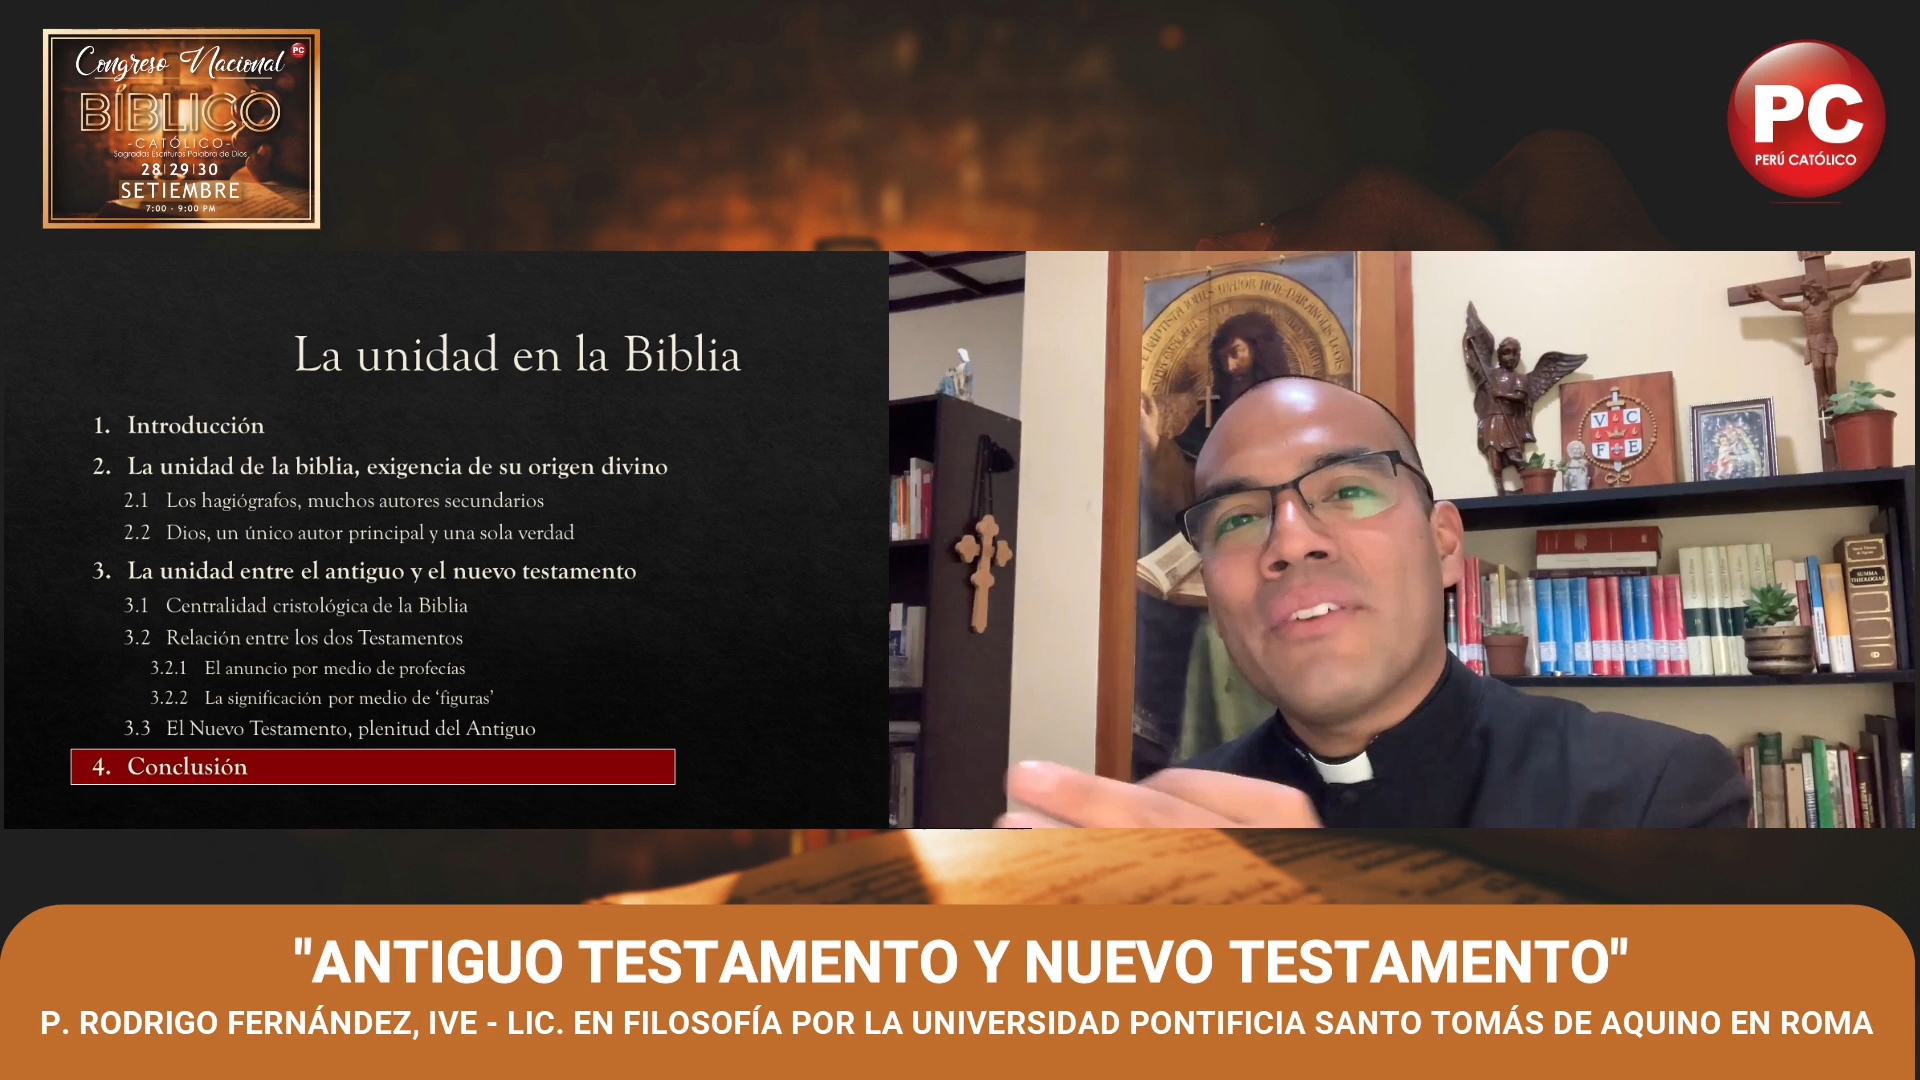 Congreso Nacional
PC
BÍBLICO
-CATÓLICO-
Sagradas Escrituras Palabra de Dios
28|29|30
SETIEMBRE
7:00 - 9:00 PM
PC
PERÚ CATÓLICO
La unidad en la Biblia
1. Introducción
2. La unidad de la biblia, exigencia de su origen divino
2.1 Los hagiógrafos, muchos autores secundarios
2.2 Dios, un único autor principal y una sola verdad
3. La unidad entre el antiguo y el nuevo testamento
3.1 Centralidad cristológica de la Biblia
3.2 Relación entre los dos Testamentos
3.2.1 El anuncio por medio de profecías
3.2.2 La significación por medio de ‘figuras’
3.3 El Nuevo Testamento, plenitud del Antiguo
4. Conclusión
V C
F E
SUMMA
THEOLOGIAE
"ANTIGUO TESTAMENTO Y NUEVO TESTAMENTO"
P. RODRIGO FERNÁNDEZ, IVE - LIC. EN FILOSOFÍA POR LA UNIVERSIDAD PONTIFICIA SANTO TOMÁS DE AQUINO EN ROMA